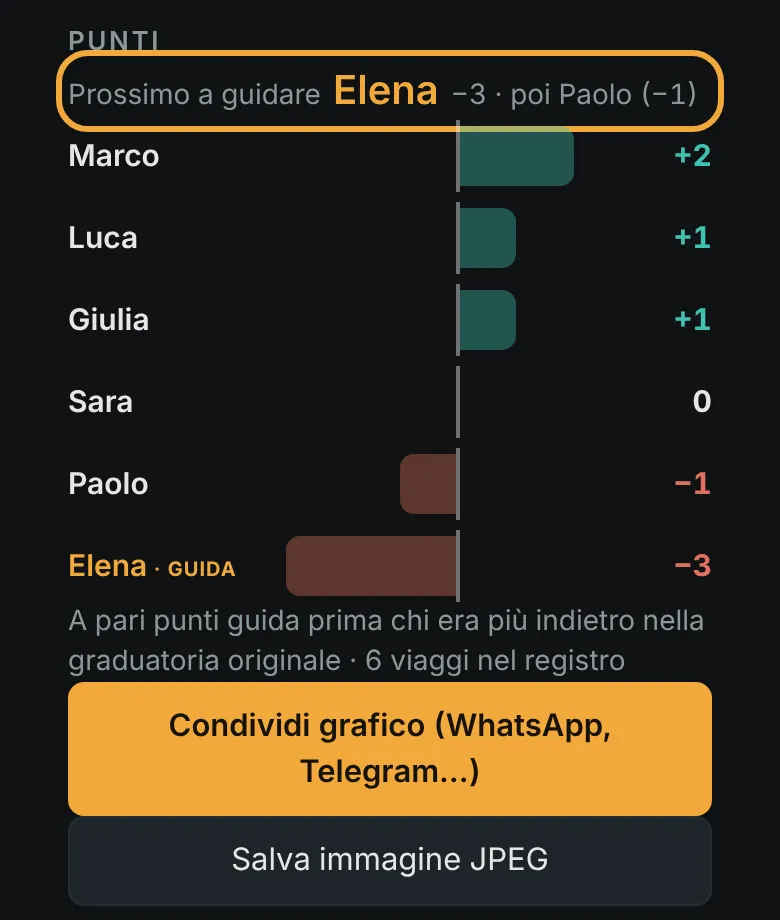 PUNTI
Prossimo a guidare Elena −3 · poi Paolo (−1)
Marco +2
Luca +1
Giulia +1
Sara 0
Paolo −1
Elena · GUIDA −3
A pari punti guida prima chi era più indietro nella
graduatoria originale · 6 viaggi nel registro
Condividi grafico (WhatsApp,
Telegram…)
Salva immagine JPEG